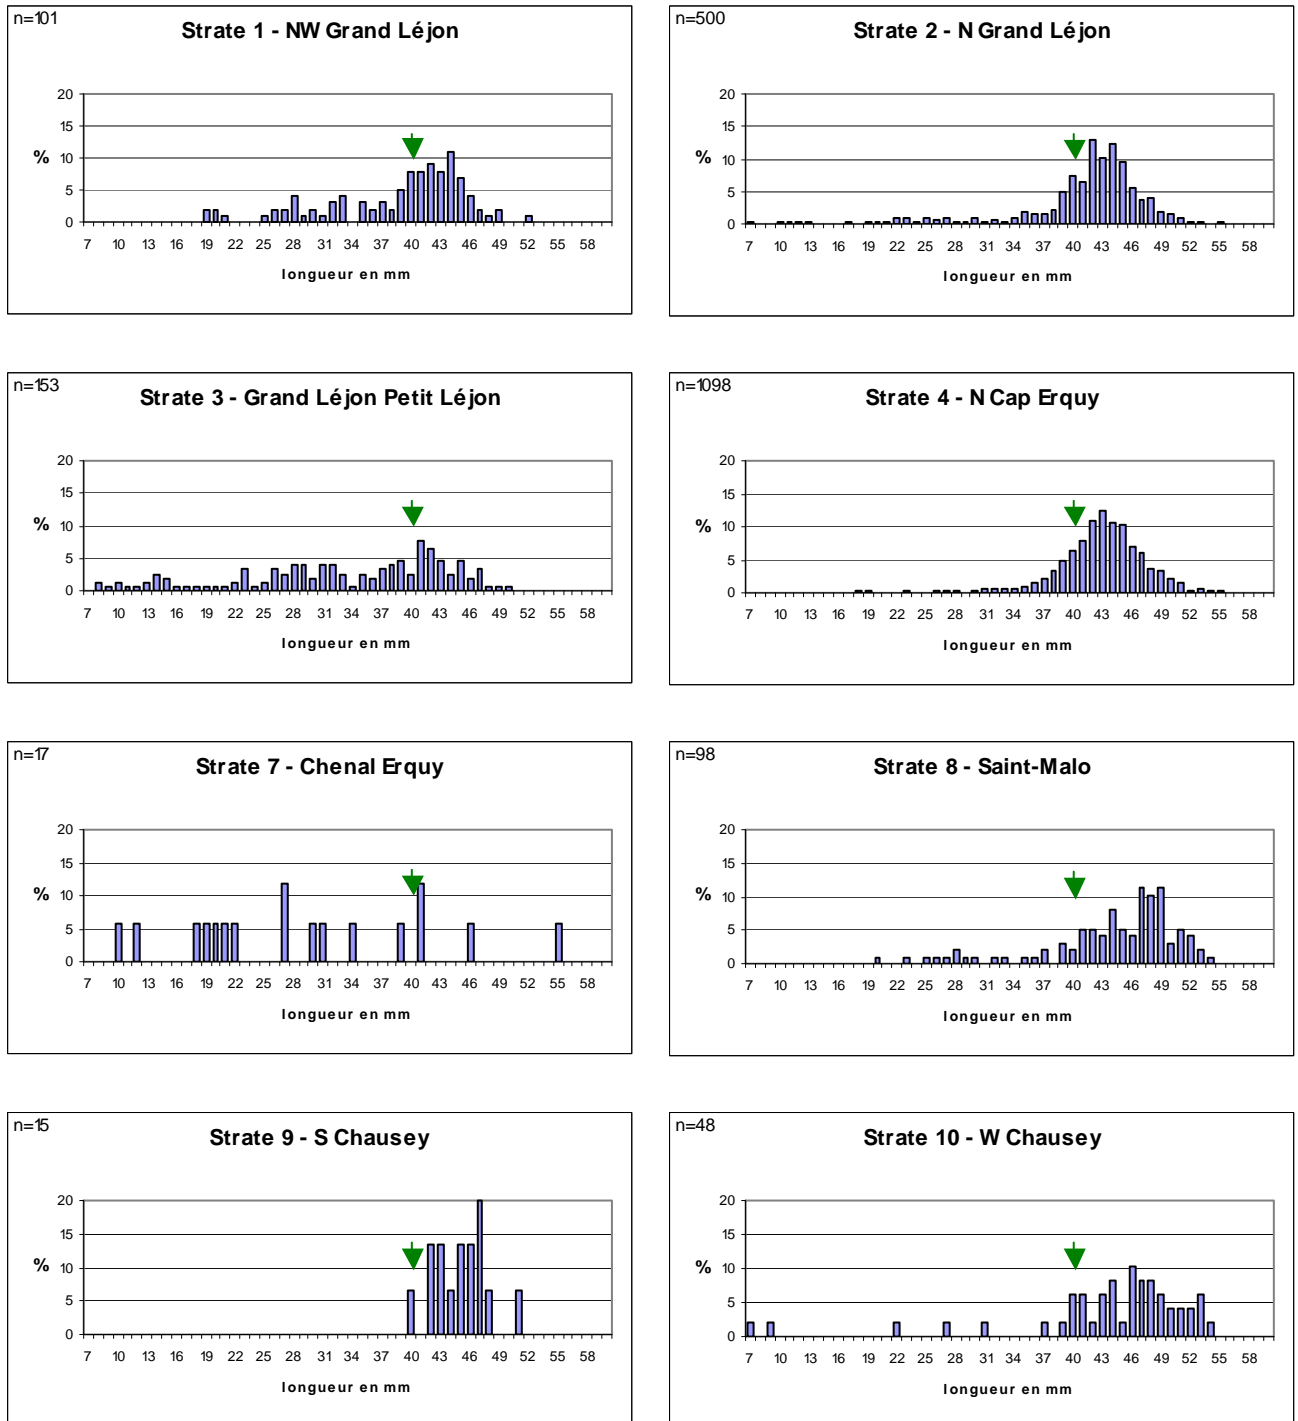 n=101
Strate 1 - NW Grand Léjon
20
15
% 10
5
0
7 10 13 16 19 22 25 28 31 34 37 40 43 46 49 52 55 58
longueur en mm
n=500
Strate 2 - N Grand Léjon
20
15
% 10
5
0
7 10 13 16 19 22 25 28 31 34 37 40 43 46 49 52 55 58
longueur en mm
n=153
Strate 3 - Grand Léjon Petit Léjon
20
15
% 10
5
0
7 10 13 16 19 22 25 28 31 34 37 40 43 46 49 52 55 58
longueur en mm
n=1098
Strate 4 - N Cap Erquy
20
15
% 10
5
0
7 10 13 16 19 22 25 28 31 34 37 40 43 46 49 52 55 58
longueur en mm
n=17
Strate 7 - Chenal Erquy
20
15
% 10
5
0
7 10 13 16 19 22 25 28 31 34 37 40 43 46 49 52 55 58
longueur en mm
n=98
Strate 8 - Saint-Malo
20
15
% 10
5
0
7 10 13 16 19 22 25 28 31 34 37 40 43 46 49 52 55 58
longueur en mm
n=15
Strate 9 - S Chausey
20
15
% 10
5
0
7 10 13 16 19 22 25 28 31 34 37 40 43 46 49 52 55 58
longueur en mm
n=48
Strate 10 - W Chausey
20
15
% 10
5
0
7 10 13 16 19 22 25 28 31 34 37 40 43 46 49 52 55 58
longueur en mm